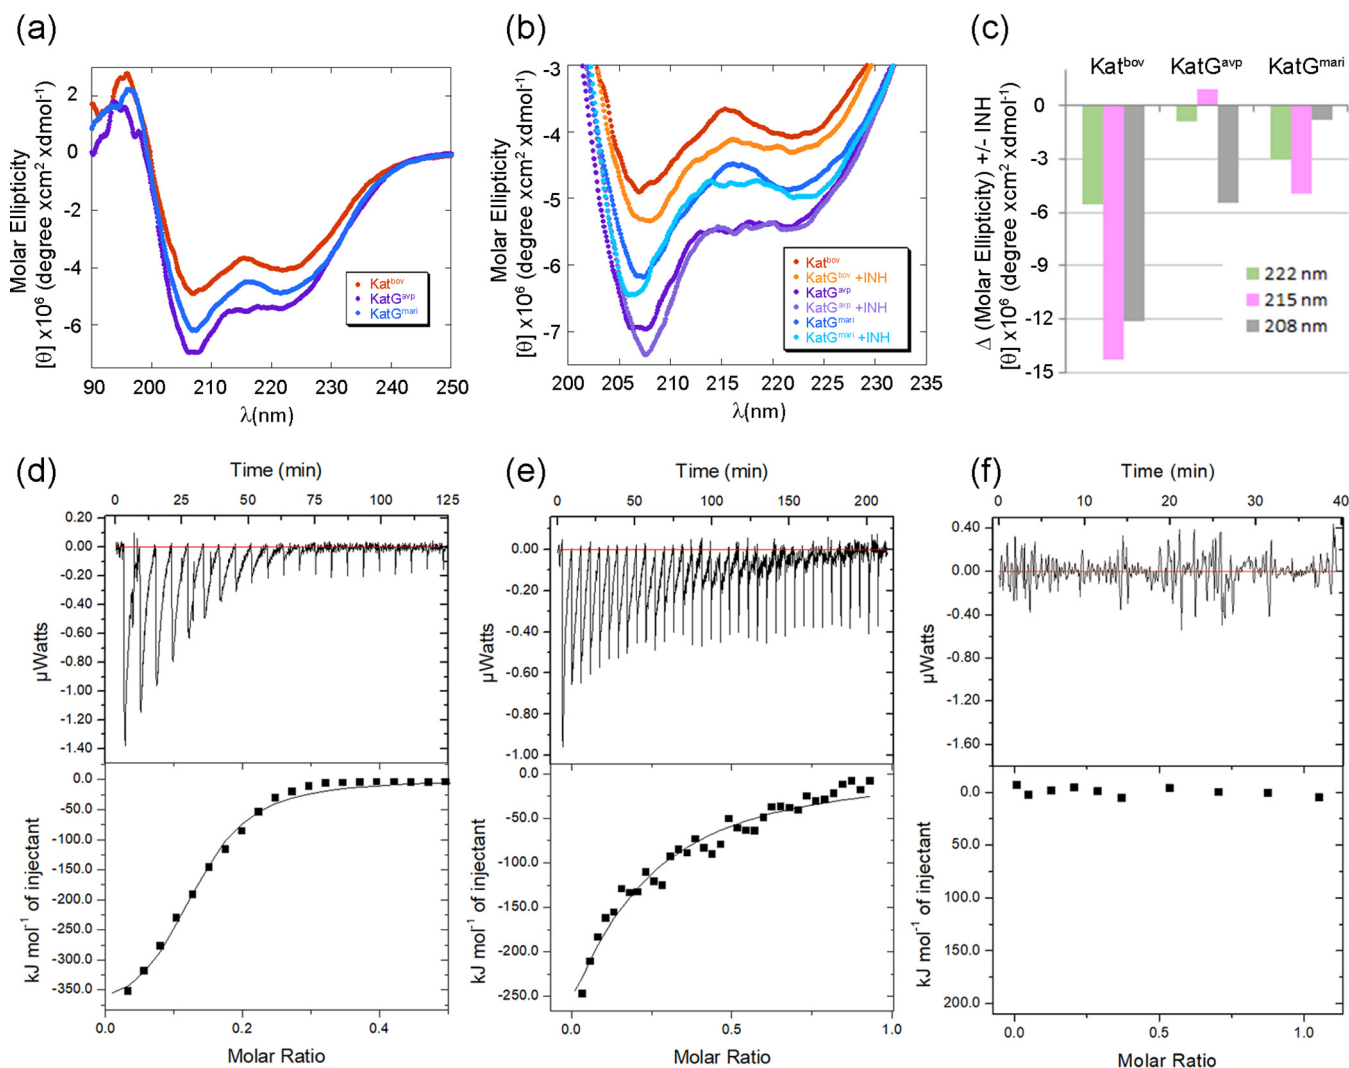 (a)
Molar Ellipticity
[θ] x10⁶ (degree xcm² xdmol⁻¹)
2
0
-2
-4
-6
90 200 210 220 230 240 250
λ(nm)
Katᵇᵒᵛ
KatGᵃᵛᵖ
KatGᵐᵃʳⁱ
(b)
Molar Ellipticity
[θ] x10⁶ (degree xcm² xdmol⁻¹)
-3
-4
-5
-6
-7
200 205 210 215 220 225 230 235
λ(nm)
Katᵇᵒᵛ
KatGᵇᵒᵛ +INH
KatGᵃᵛᵖ
KatGᵃᵛᵖ +INH
KatGᵐᵃʳⁱ
KatGᵐᵃʳⁱ +INH
(c)
Katᵇᵒᵛ KatGᵃᵛᵖ KatGᵐᵃʳⁱ
Δ (Molar Ellipticity) +/- INH
[θ] x10⁶ (degree xcm² xdmol⁻¹)
0
-3
-6
-9
-12
-15
222 nm
215 nm
208 nm
(d)
Time (min)
0 25 50 75 100 125
0.20
0.00
-0.20
-0.40
-0.60
-0.80
-1.00
-1.20
-1.40
µWatts
0.0
-50.0
-100.0
-150.0
-200.0
-250.0
-300.0
-350.0
kJ mol⁻¹ of injectant
0.0 0.2 0.4
Molar Ratio
(e)
Time (min)
0 50 100 150 200
0.00
-0.20
-0.40
-0.60
-0.80
-1.00
µWatts
0.0
-50.0
-100.0
-150.0
-200.0
-250.0
kJ mol⁻¹ of injectant
0.0 0.5 1.0
Molar Ratio
(f)
Time (min)
0 10 20 30 40
0.40
0.00
-0.40
-0.80
-1.20
-1.60
µWatts
0.0
50.0
100.0
150.0
200.0
kJ mol⁻¹ of injectant
0.0 0.5 1.0
Molar Ratio